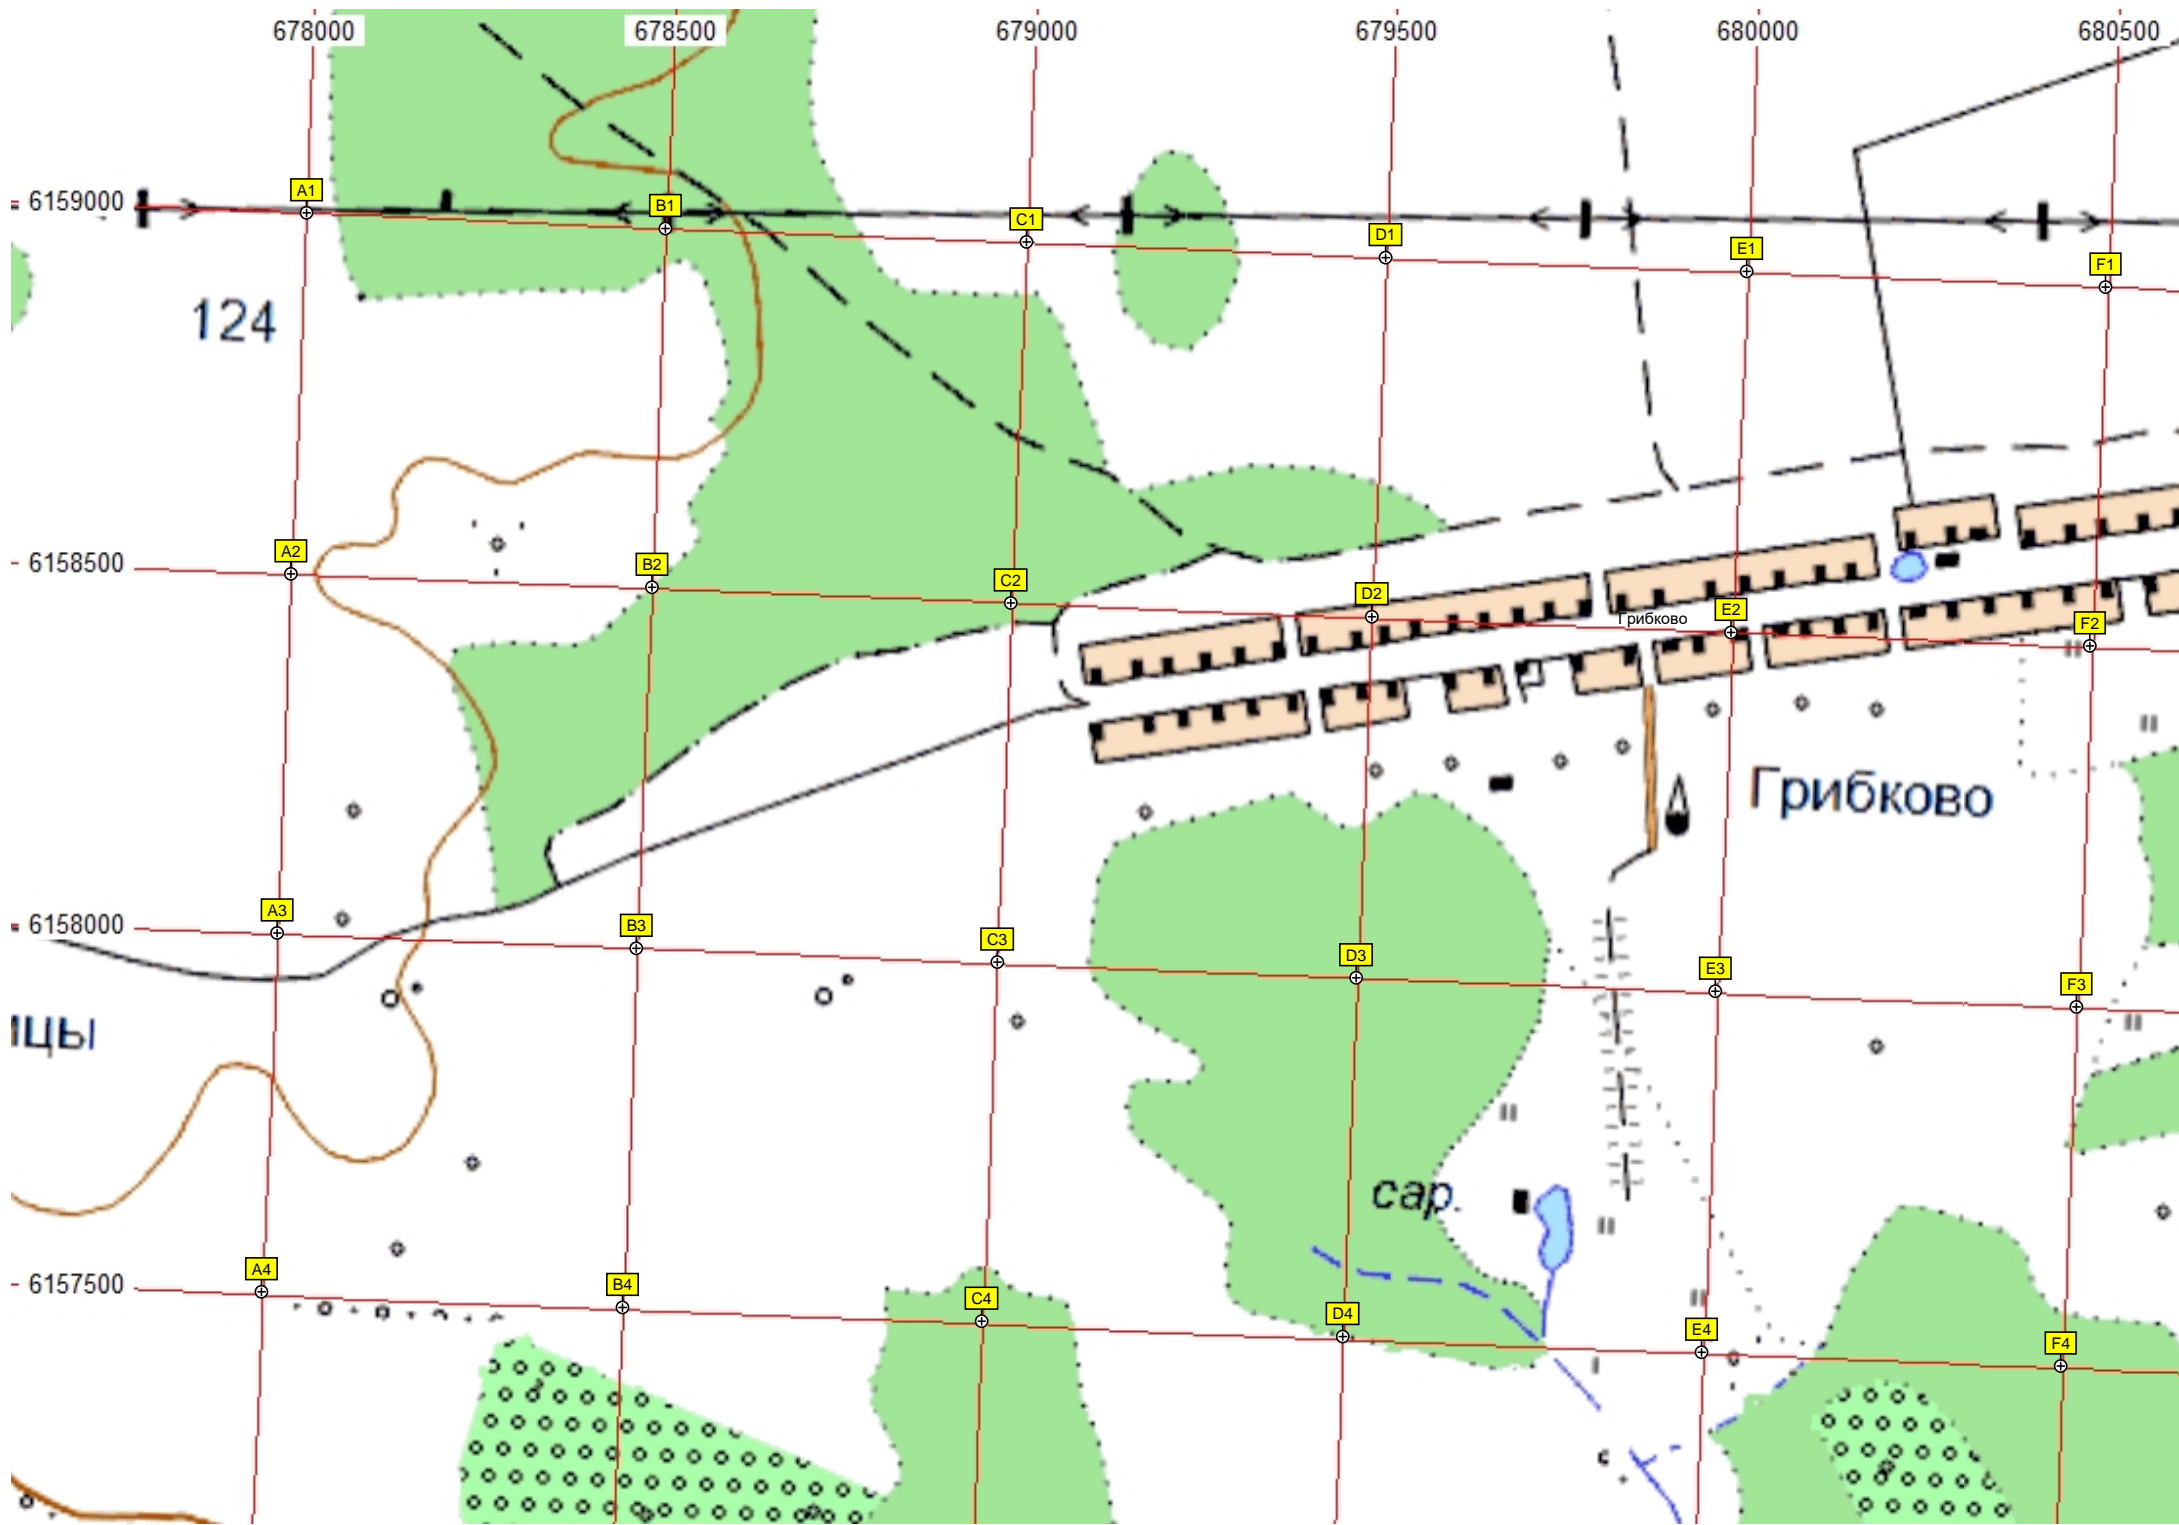 678000 678500 679000 679500 680000 680500
6159000
A1 B1 C1 D1 E1 F1
124
6158500
A2 B2 C2 D2 E2 F2
Грибково
Грибково
6158000
A3 B3 C3 D3 E3 F3
ицы
сар.
6157500
A4 B4 C4 D4 E4 F4